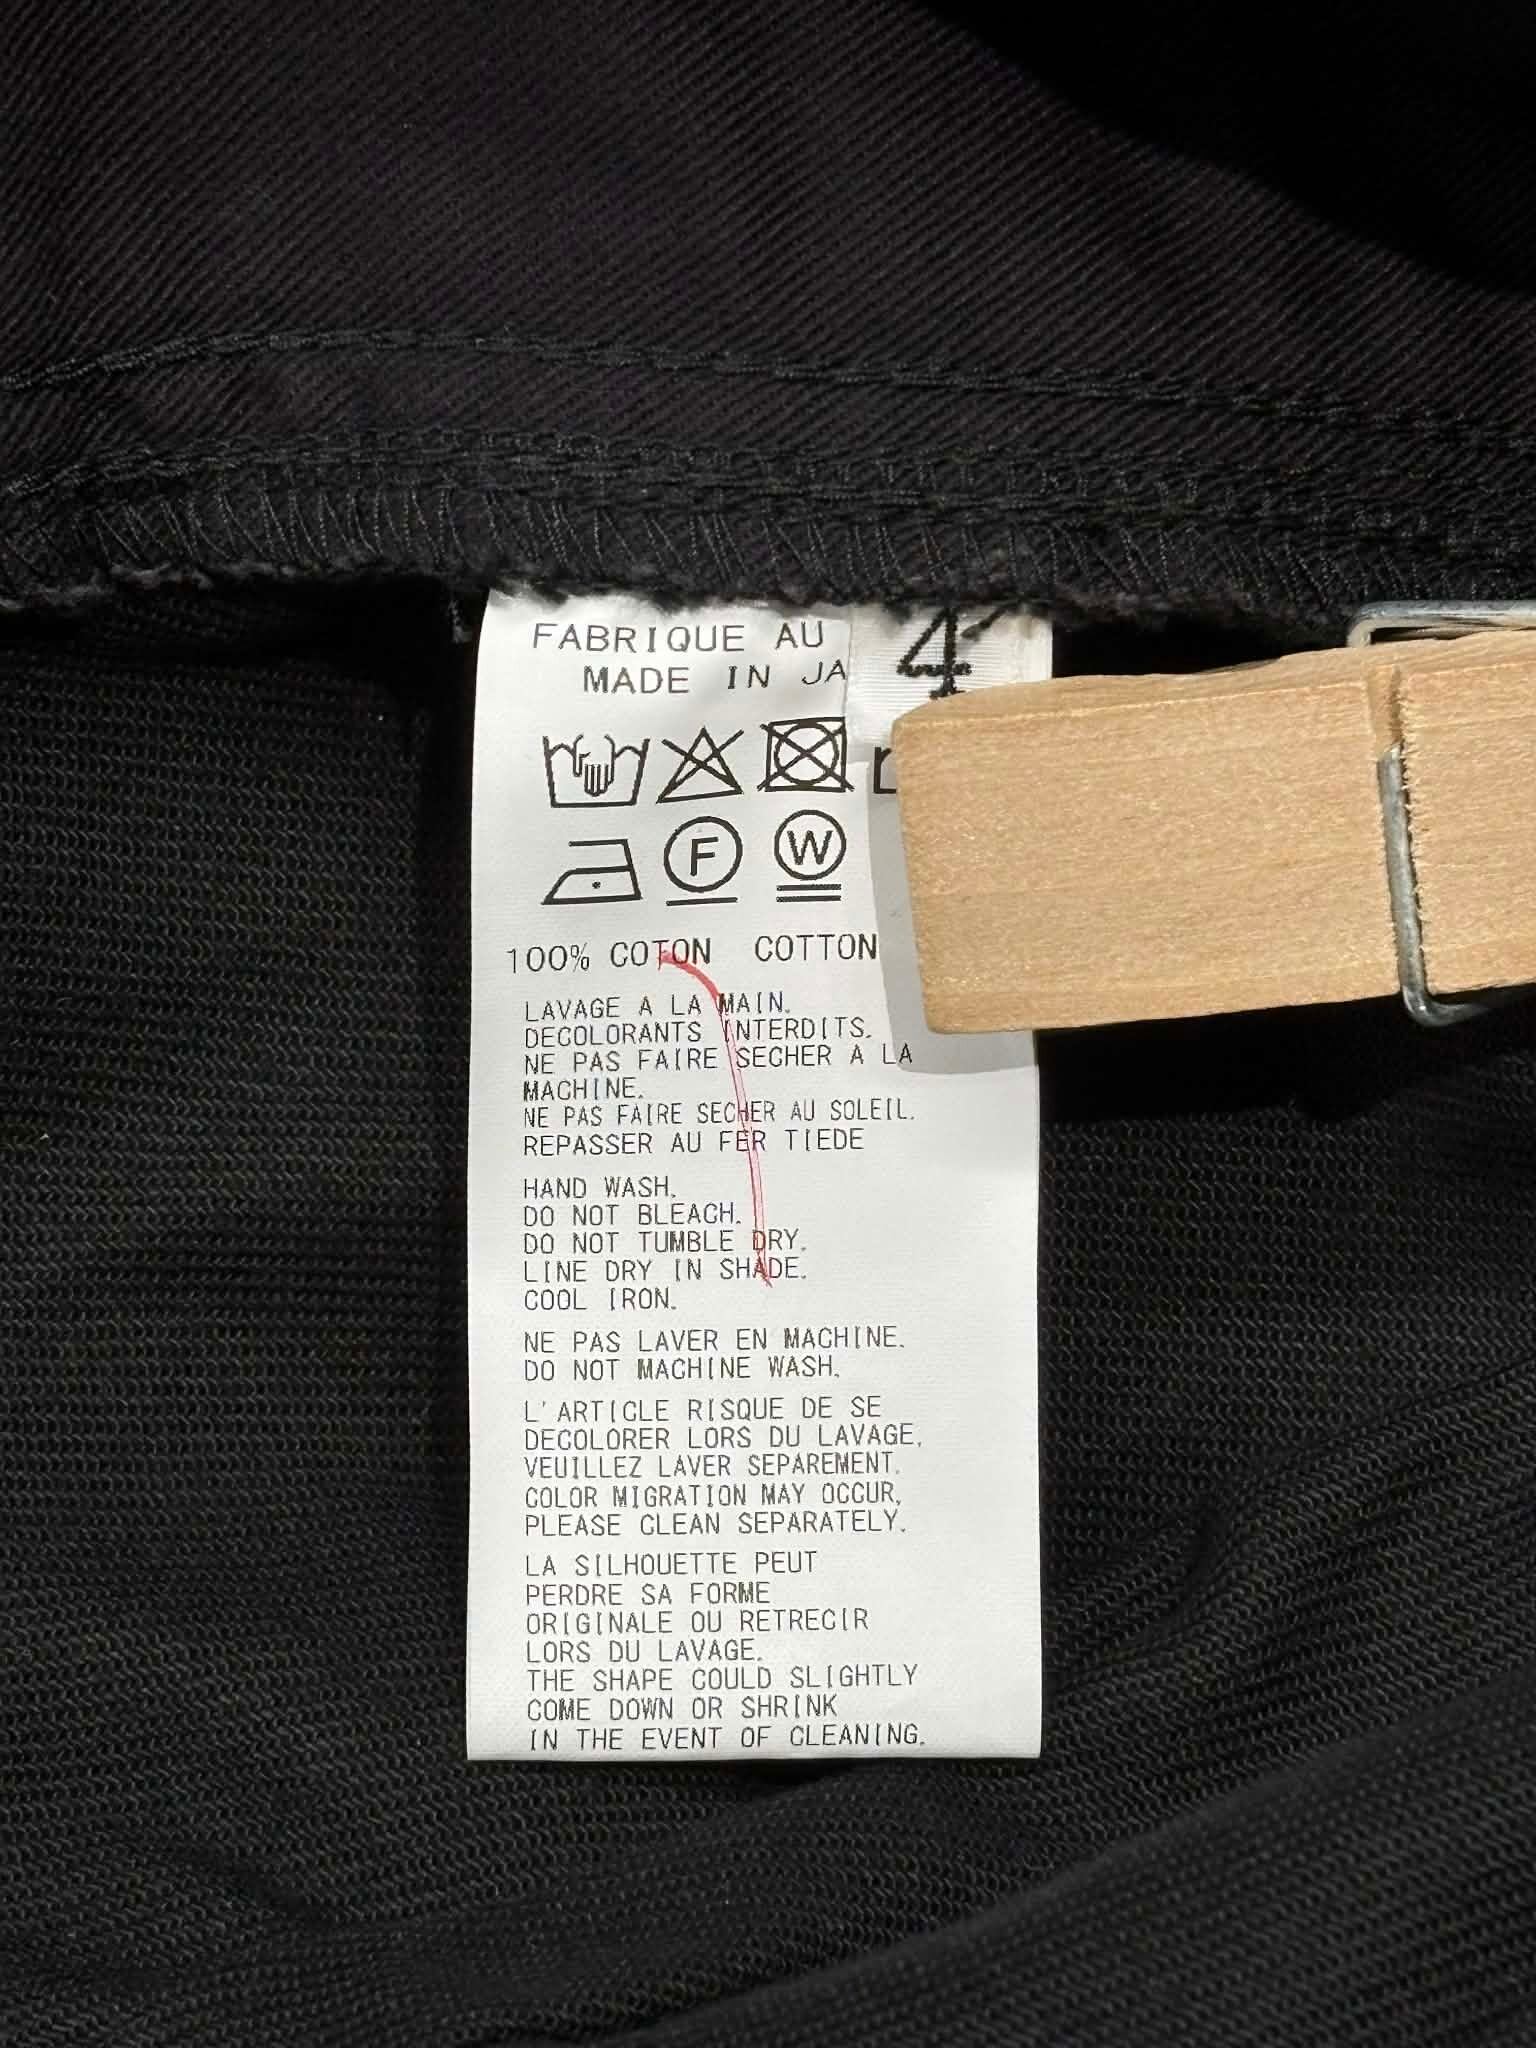 FABRIQUE AU
MADE IN JA
4
F
W
100% COTON COTTON
LAVAGE A LA MAIN.
DECOLORANTS INTERDITS.
NE PAS FAIRE SECHER A LA
MACHINE.
NE PAS FAIRE SECHER AU SOLEIL.
REPASSER AU FER TIEDE
HAND WASH.
DO NOT BLEACH.
DO NOT TUMBLE DRY.
LINE DRY IN SHADE.
COOL IRON.
NE PAS LAVER EN MACHINE.
DO NOT MACHINE WASH.
L'ARTICLE RISQUE DE SE
DECOLORER LORS DU LAVAGE,
VEUILLEZ LAVER SEPAREMENT.
COLOR MIGRATION MAY OCCUR,
PLEASE CLEAN SEPARATELY.
LA SILHOUETTE PEUT
PERDRE SA FORME
ORIGINALE OU RETRECIR
LORS DU LAVAGE.
THE SHAPE COULD SLIGHTLY
COME DOWN OR SHRINK
IN THE EVENT OF CLEANING.